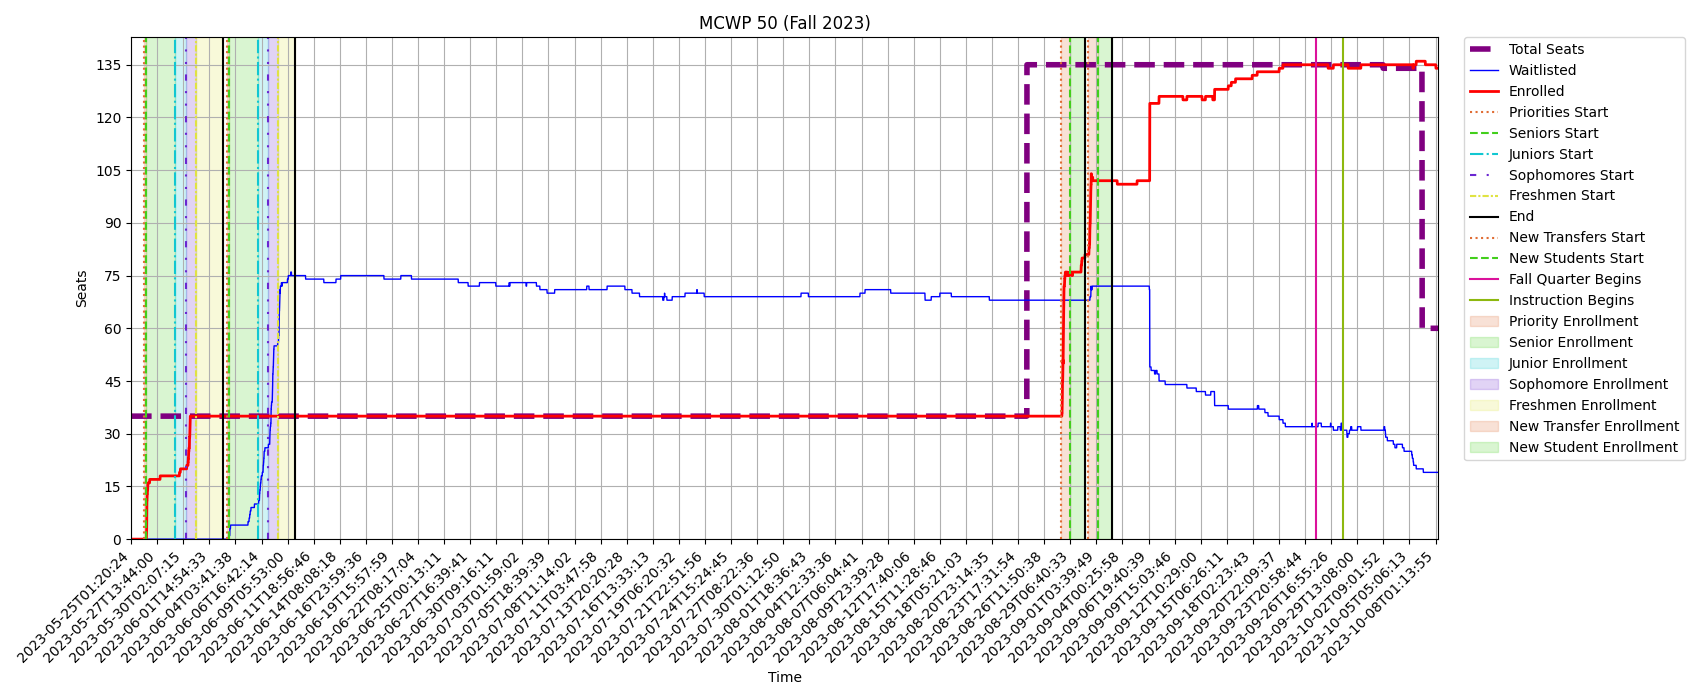 MCWP 50 (Fall 2023)
Seats
135
120
105
90
75
60
45
30
15
0
2023-05-25T01:20:24
2023-05-27T13:44:00
2023-05-30T02:07:15
2023-06-01T14:54:33
2023-06-04T03:41:38
2023-06-06T16:42:14
2023-06-09T05:53:00
2023-06-11T18:56:46
2023-06-14T08:08:18
2023-06-16T23:59:36
2023-06-19T15:57:59
2023-06-22T08:17:04
2023-06-25T00:13:11
2023-06-27T16:39:41
2023-06-30T09:16:11
2023-07-03T01:59:02
2023-07-05T18:39:39
2023-07-08T11:14:02
2023-07-11T03:47:58
2023-07-13T20:20:28
2023-07-16T13:33:13
2023-07-19T06:20:32
2023-07-21T22:51:56
2023-07-24T15:24:45
2023-07-27T08:22:36
2023-07-30T01:12:50
2023-08-01T18:36:43
2023-08-04T12:33:36
2023-08-07T06:04:41
2023-08-09T23:39:28
2023-08-12T17:40:06
2023-08-15T11:28:46
2023-08-18T05:21:03
2023-08-20T23:14:35
2023-08-23T17:31:54
2023-08-26T11:50:38
2023-08-29T06:40:33
2023-09-01T03:39:49
2023-09-04T00:25:58
2023-09-06T19:40:39
2023-09-09T15:03:46
2023-09-12T10:29:00
2023-09-15T06:26:11
2023-09-18T02:23:43
2023-09-20T22:09:37
2023-09-23T20:58:44
2023-09-26T16:55:26
2023-09-29T13:08:00
2023-10-02T09:01:52
2023-10-05T05:06:13
2023-10-08T01:13:55
Time
Total Seats
Waitlisted
Enrolled
Priorities Start
Seniors Start
Juniors Start
Sophomores Start
Freshmen Start
End
New Transfers Start
New Students Start
Fall Quarter Begins
Instruction Begins
Priority Enrollment
Senior Enrollment
Junior Enrollment
Sophomore Enrollment
Freshmen Enrollment
New Transfer Enrollment
New Student Enrollment